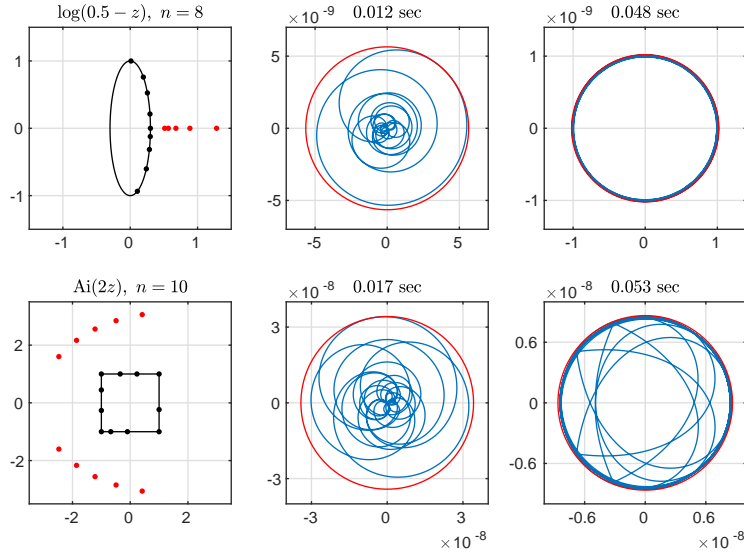 log(0.5 − z), n = 8
1
0
-1
-1 0 1
× 10⁻⁹ 0.012 sec
5
0
-5
-5 0 5
× 10⁻⁹ 0.048 sec
1
0
-1
-1 0 1
Ai(2z), n = 10
2
0
-2
-2 0 2
× 10⁻⁸ 0.017 sec
3
0
-3
-3 0 3
× 10⁻⁸
× 10⁻⁸ 0.053 sec
0.6
0
-0.6
-0.6 0 0.6
× 10⁻⁸